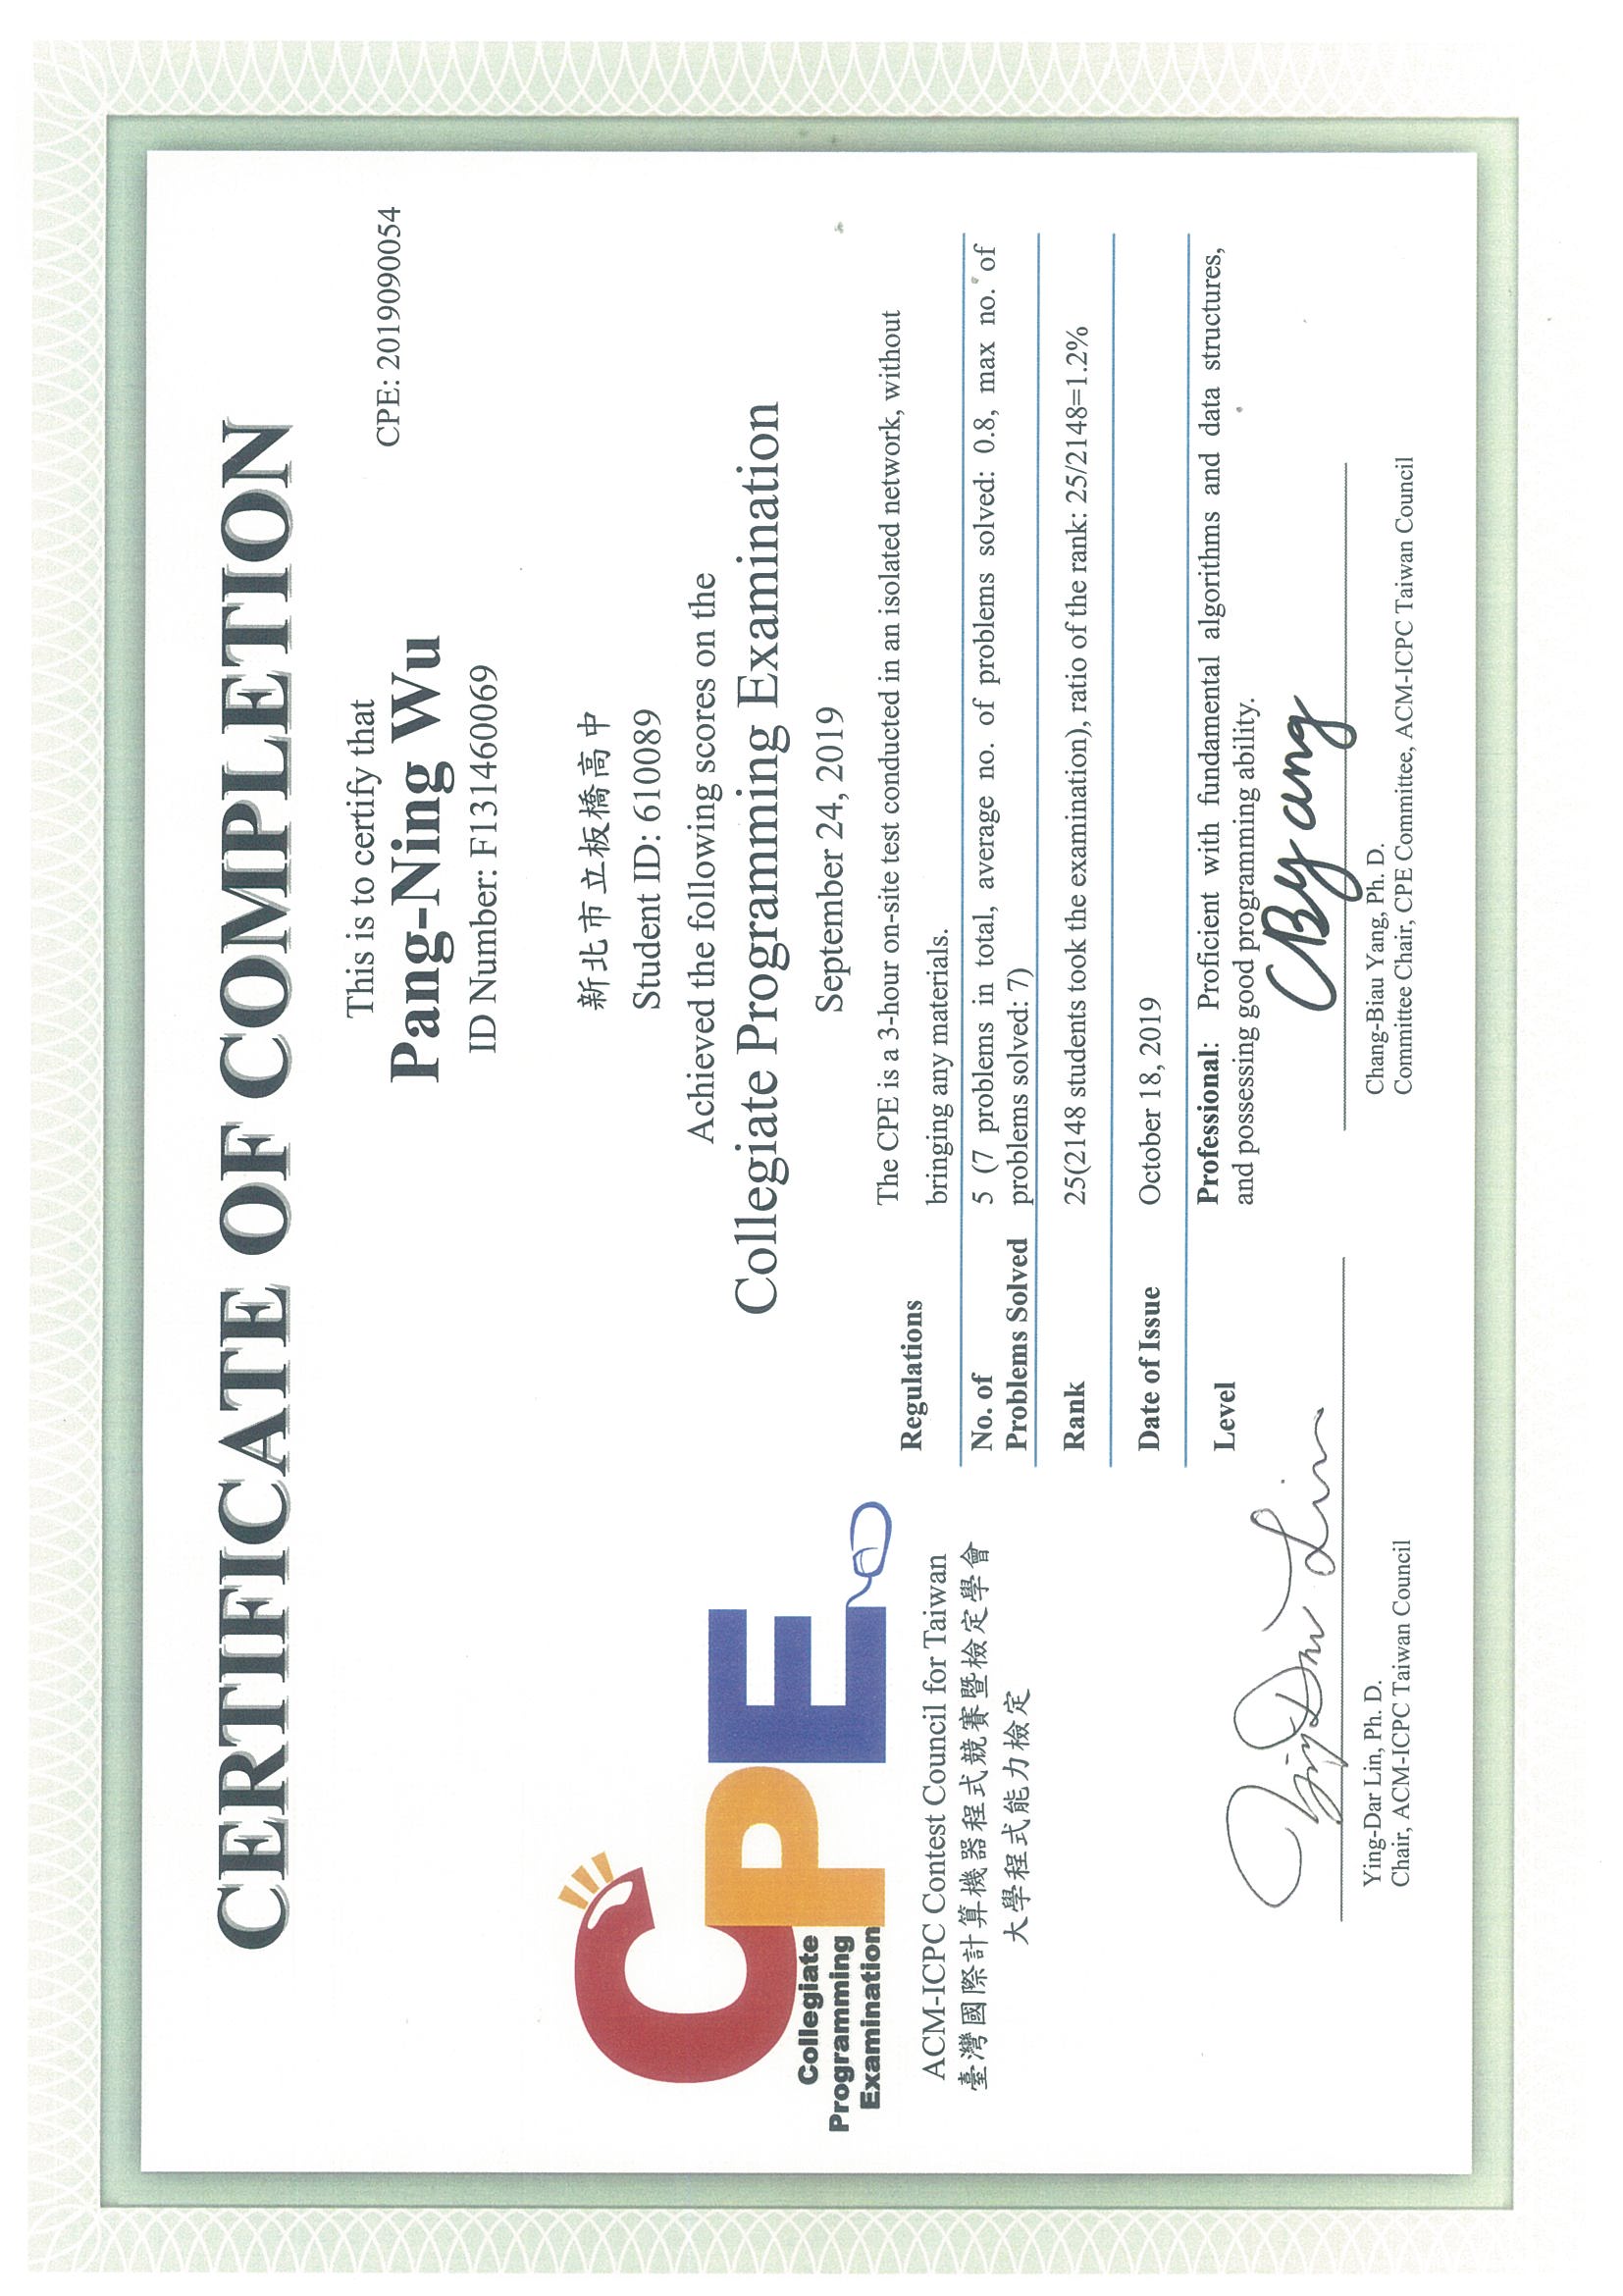 CERTIFICATE OF COMPLETION
This is to certify that
CPE: 2019090054
Pang-Ning Wu
ID Number: F131460069
新北市立板橋高中
Student ID: 610089
Achieved the following scores on the
Collegiate Programming Examination
September 24, 2019
CPE
Collegiate
Programming
Examination
ACM-ICPC Contest Council for Taiwan
臺灣國際計算機器程式競賽暨檢定學會
大學程式能力檢定
Regulations
The CPE is a 3-hour on-site test conducted in an isolated network, without
bringing any materials.
No. of
Problems Solved
5 (7 problems in total, average no. of problems solved: 0.8, max no. of
problems solved: 7)
Rank
25(2148 students took the examination), ratio of the rank: 25/2148=1.2%
Date of Issue
October 18, 2019
Level
Professional: Proficient with fundamental algorithms and data structures,
and possessing good programming ability.
Ying-Dar Lin
CByang
Ying-Dar Lin, Ph. D.
Chair, ACM-ICPC Taiwan Council
Chang-Biau Yang, Ph. D.
Committee Chair, CPE Committee, ACM-ICPC Taiwan Council